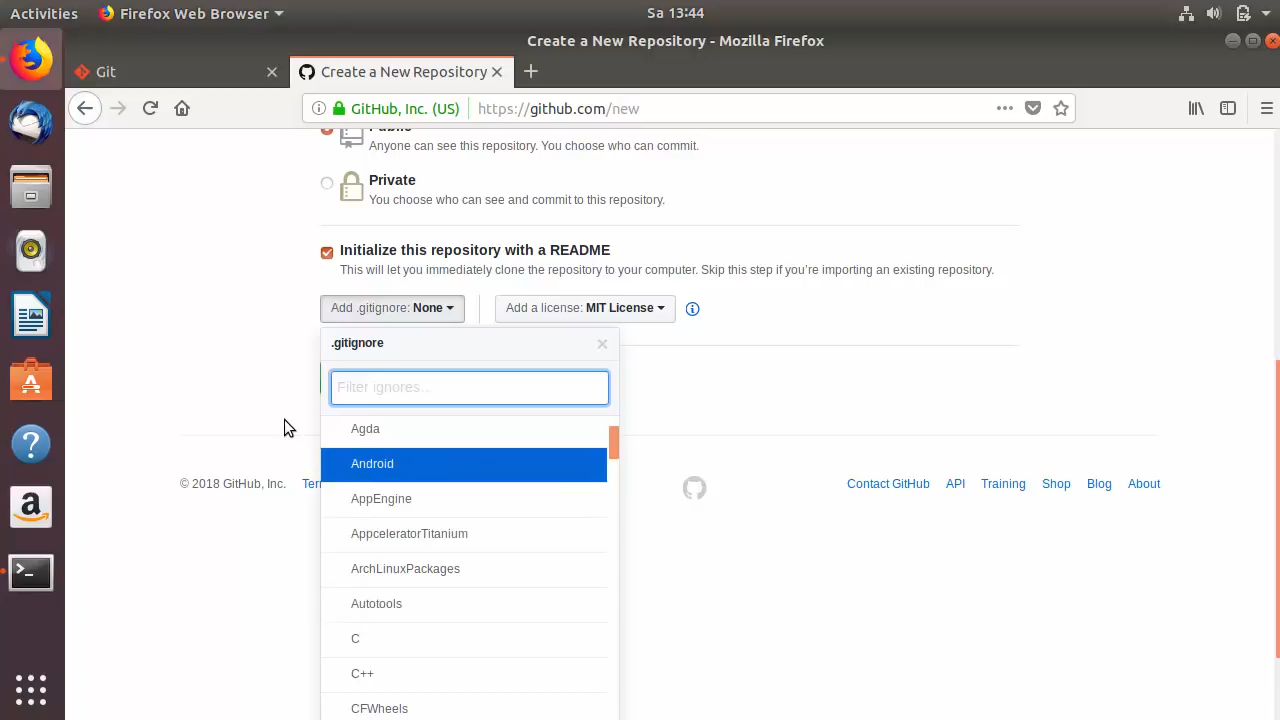 Activities
Firefox Web Browser
Sa 13:44
Create a New Repository - Mozilla Firefox
Git
Create a New Repository
GitHub, Inc. (US)
https://github.com/new
Public
Anyone can see this repository. You choose who can commit.
Private
You choose who can see and commit to this repository.
Initialize this repository with a README
This will let you immediately clone the repository to your computer. Skip this step if you’re importing an existing repository.
Add .gitignore: None
Add a license: MIT License
.gitignore
Filter ignores...
Agda
Android
© 2018 GitHub, Inc.
Ter
Contact GitHub
API
Training
Shop
Blog
About
AppEngine
AppceleratorTitanium
ArchLinuxPackages
Autotools
C
C++
CFWheels